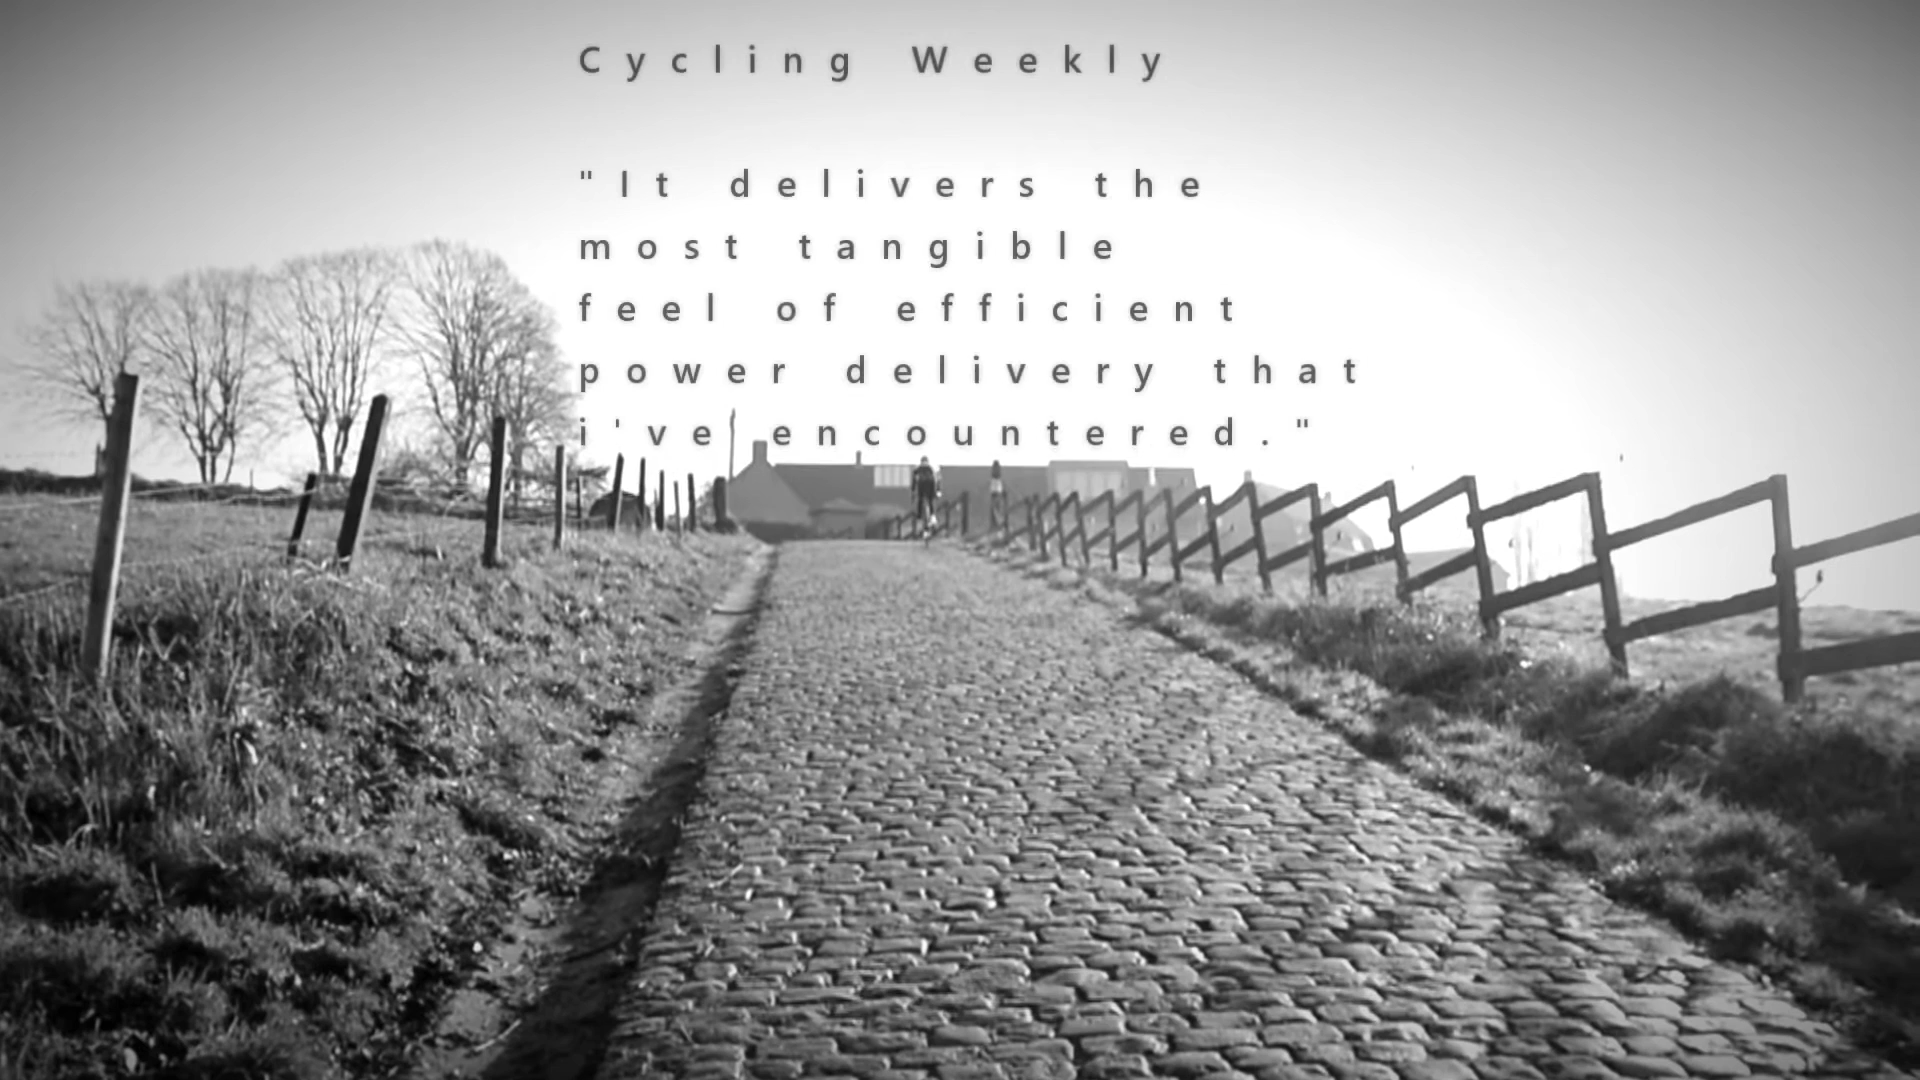 Cycling Weekly
"It delivers the
most tangible
feel of efficient
power delivery that
i've encountered."